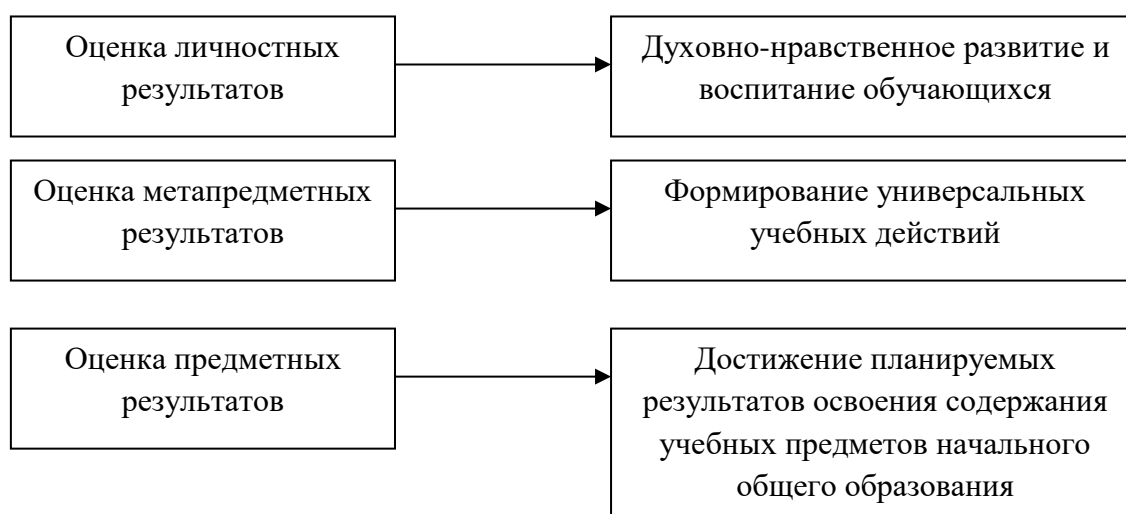 Оценка личностных
результатов
Духовно-нравственное развитие и
воспитание обучающихся
Оценка метапредметных
результатов
Формирование универсальных
учебных действий
Оценка предметных
результатов
Достижение планируемых
результатов освоения содержания
учебных предметов начального
общего образования